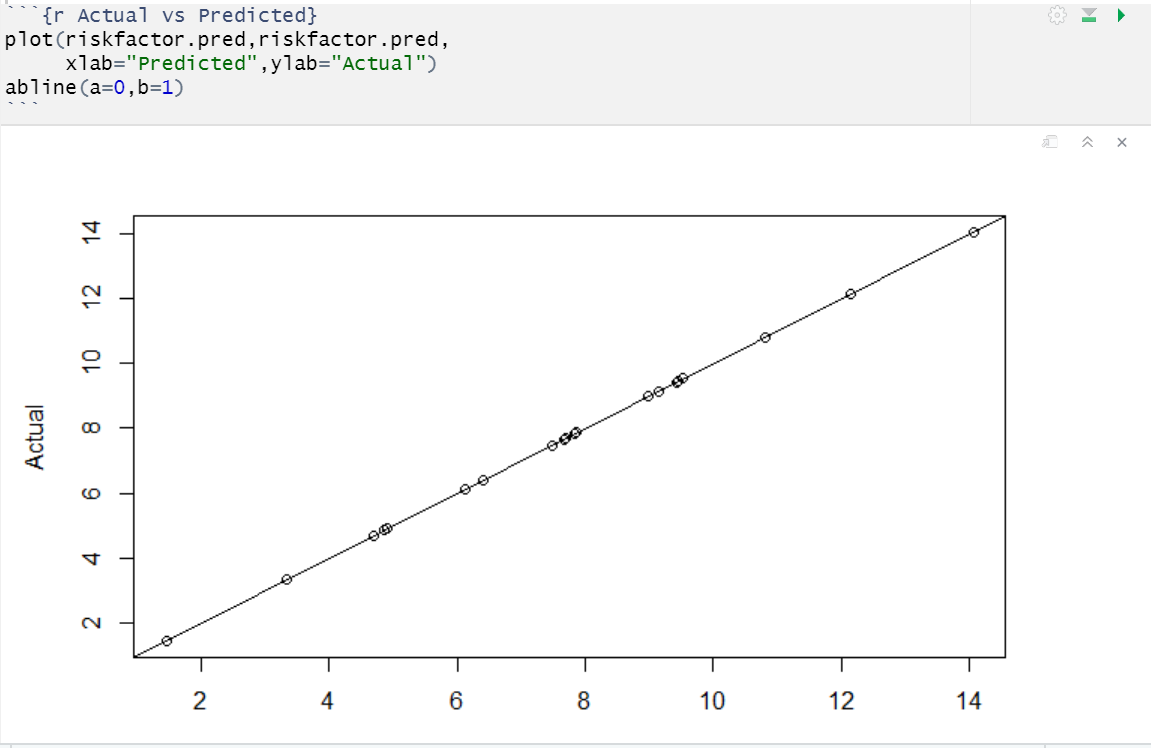 ```{r Actual vs Predicted}
plot(riskfactor.pred,riskfactor.pred,
     xlab="Predicted",ylab="Actual")
abline(a=0,b=1)
```
14
12
10
8
6
4
2
Actual
2 4 6 8 10 12 14